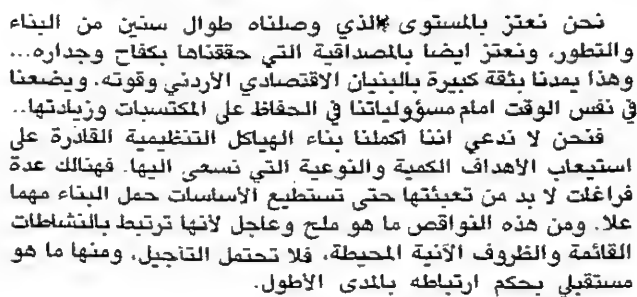 نحن نعتز بالمستوى الذي وصلناه طوال سنين من البناء
والتطور، ونعتز ايضا بالمصداقية التي حققناها بكفاح وجداره...
وهذا يمدنا بثقة كبيرة بالبنيان الاقتصادي الأردني وقوته. ويضعنا
في نفس الوقت امام مسؤولياتنا في الحفاظ على المكتسبات وزيادتها..
فنحن لا ندعي اننا اكملنا بناء الهياكل التنظيمية القادرة على
استيعاب الأهداف الكمية والنوعية التي نسعى اليها. فهنالك عدة
فراغات لا بد من تعبئتها حتى تستطيع الأساسات حمل البناء مهما
علا. ومن هذه النواقص ما هو ملح وعاجل لأنها ترتبط بالنشاطات
القائمة والظروف الآنية المحيطة، فلا تحتمل التأجيل، ومنها ما هو
مستقبلي بحكم ارتباطه بالمدى الأطول.